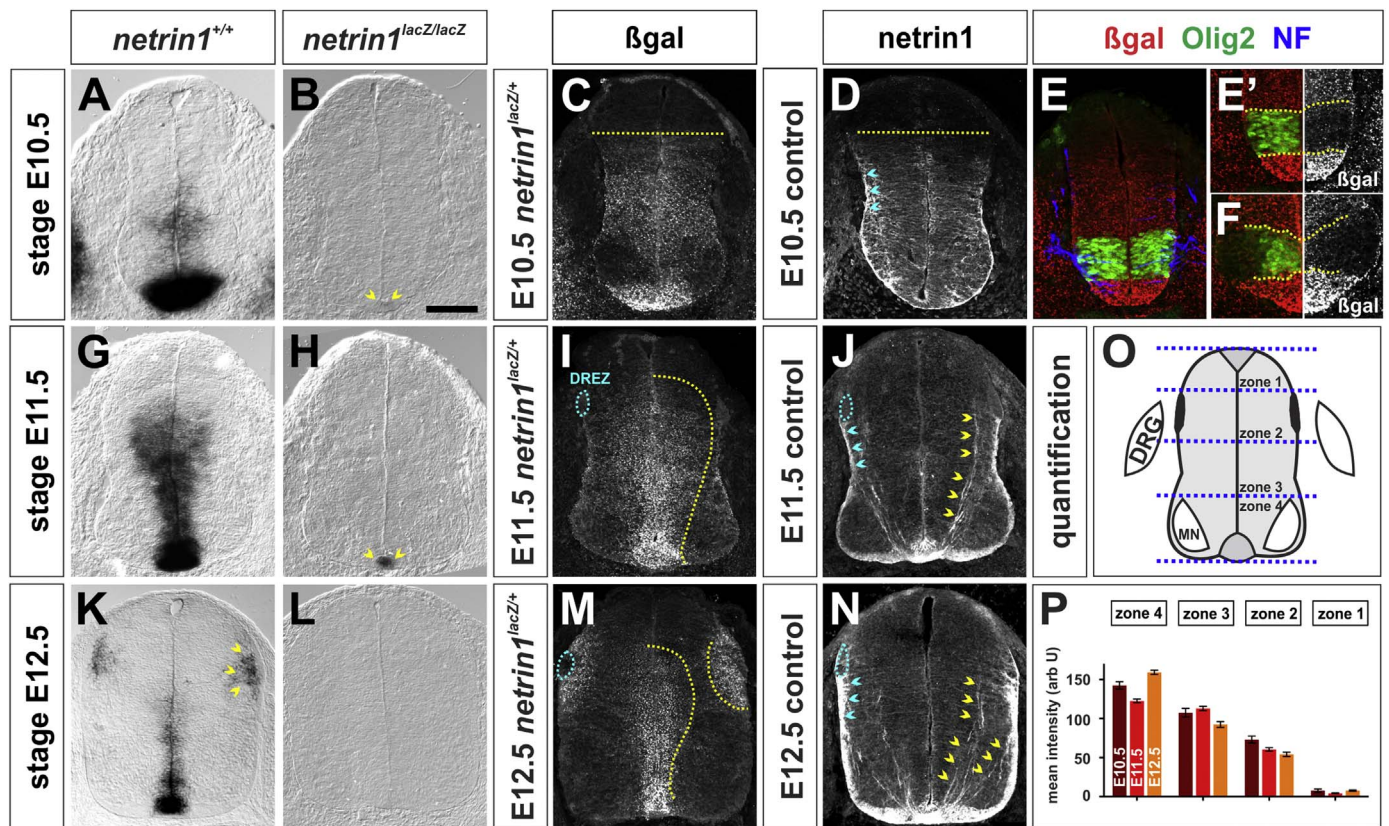 netrin1+/+
netrin1lacZ/lacZ
ßgal
netrin1
ßgal Olig2 NF
stage E10.5
A
B
E10.5 netrin1lacZ/+
C
E10.5 control
D
E
E’
ßgal
F
ßgal
stage E11.5
G
H
E11.5 netrin1lacZ/+
I
DREZ
E11.5 control
J
quantification
O
zone 1
DRG
zone 2
zone 3
zone 4
MN
stage E12.5
K
L
E12.5 netrin1lacZ/+
M
E12.5 control
N
P
zone 4 zone 3 zone 2 zone 1
mean intensity (arb U)
150
100
50
0
E10.5
E11.5
E12.5